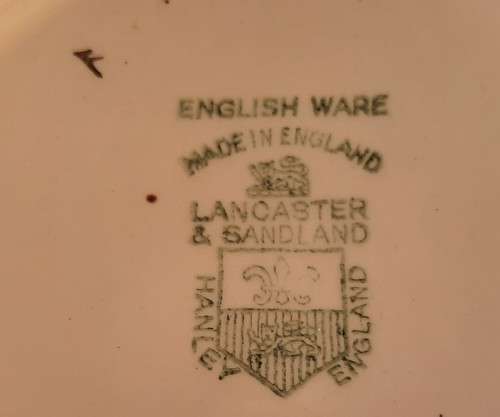 ENGLISH WARE
MADE IN ENGLAND
LANCASTER
& SANDLAND
HANLEY
ENGLAND